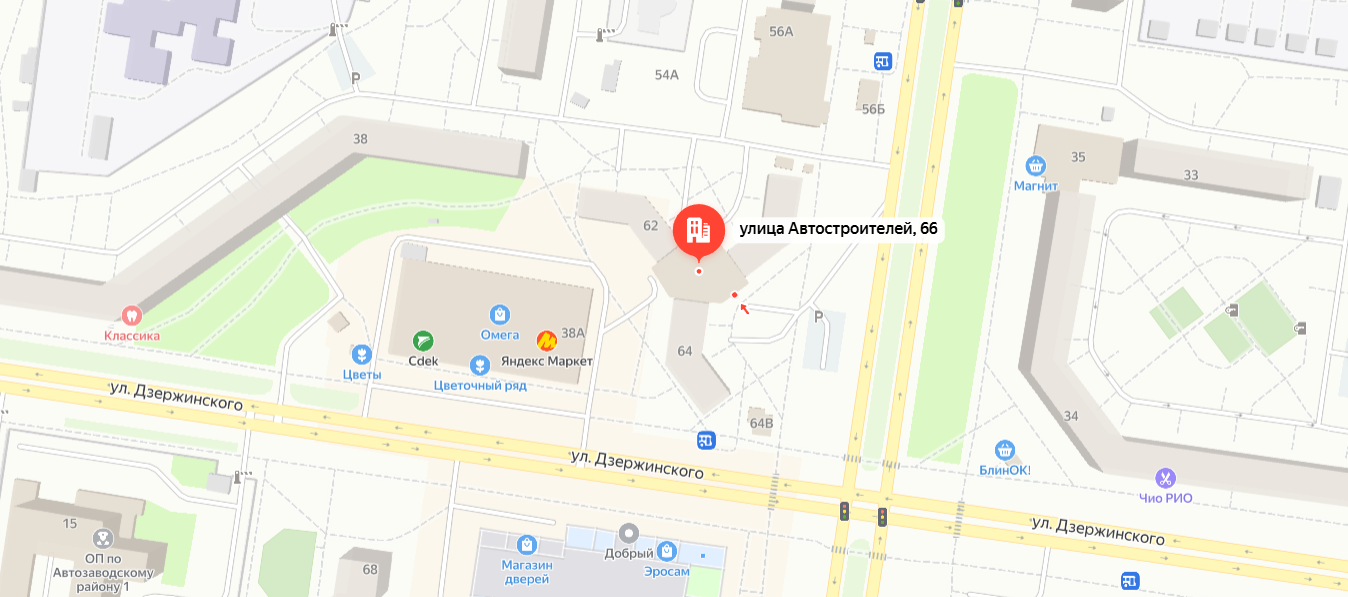 56А
54А
P
56Б
38
35
Магнит
33
62
улица Автостроителей, 66
Классика
Омега
38А
P
Cdek
Яндекс Маркет
64
Цветы
Цветочный ряд
ул. Дзержинского
64В
34
ул. Дзержинского
БлинОК!
Чио РИО
15
ул. Дзержинского
ОП по
Автозаводскому
району 1
68
Магазин
дверей
Добрый
Эросам